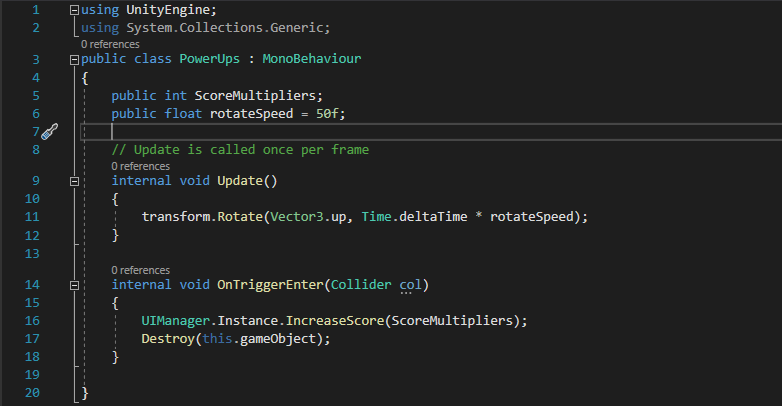 1 using UnityEngine;
2 using System.Collections.Generic;
0 references
3 public class PowerUps : MonoBehaviour
4 {
5 public int ScoreMultipliers;
6 public float rotateSpeed = 50f;
7
8 // Update is called once per frame
0 references
9 internal void Update()
10 {
11 transform.Rotate(Vector3.up, Time.deltaTime * rotateSpeed);
12 }
13
0 references
14 internal void OnTriggerEnter(Collider col)
15 {
16 UIManager.Instance.IncreaseScore(ScoreMultipliers);
17 Destroy(this.gameObject);
18 }
19
20 }